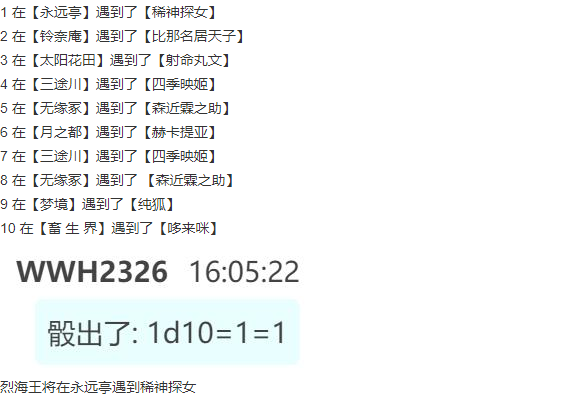 1 在【永远亭】遇到了【稀神探女】
2 在【铃奈庵】遇到了【比那名居天子】
3 在【太阳花田】遇到了【射命丸文】
4 在【三途川】遇到了【四季映姬】
5 在【无缘冢】遇到了【森近霖之助】
6 在【月之都】遇到了【赫卡提亚】
7 在【三途川】遇到了【四季映姬】
8 在【无缘冢】遇到了 【森近霖之助】
9 在【梦境】遇到了【纯狐】
10 在【畜 生 界】遇到了【哆来咪】
WWH2326 16:05:22
骰出了: 1d10=1=1
烈海王将在永远亭遇到稀神探女